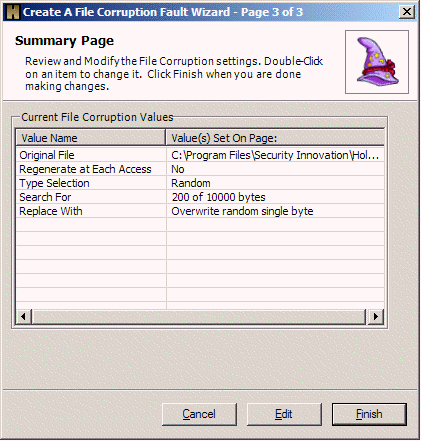 Create A File Corruption Fault Wizard - Page 3 of 3
Summary Page
Review and Modify the File Corruption settings. Double-Click
on an item to change it. Click Finish when you are done
making changes.
Current File Corruption Values
Value Name Value(s) Set On Page:
Original File C:\Program Files\Security Innovation\Hol...
Regenerate at Each Access No
Type Selection Random
Search For 200 of 10000 bytes
Replace With Overwrite random single byte
Cancel Edit Finish